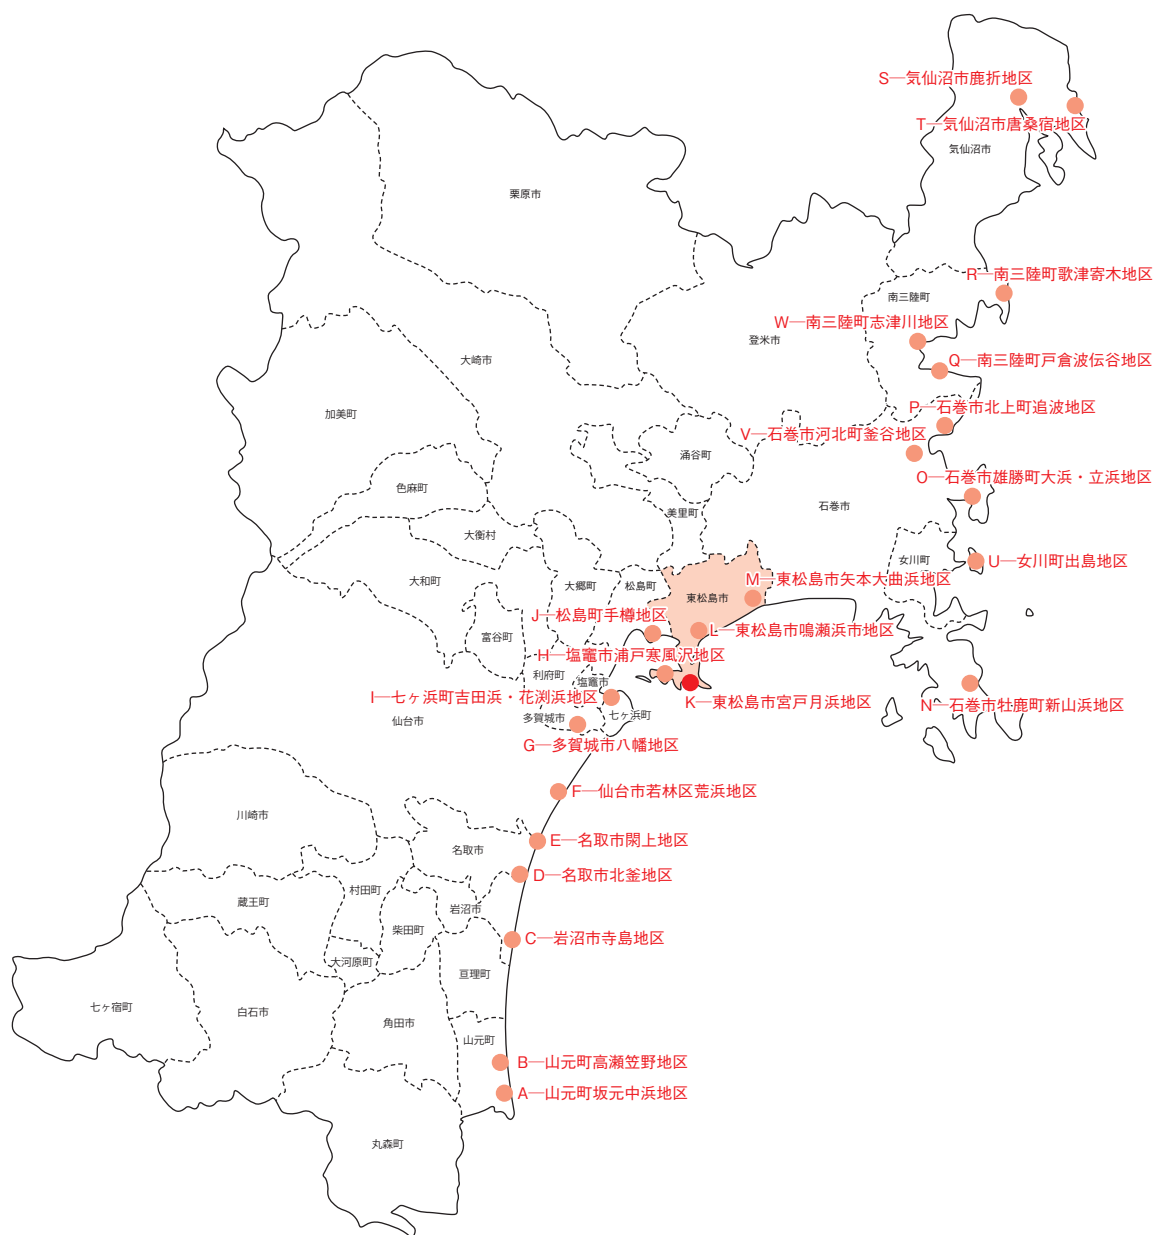 S―気仙沼市鹿折地区
T―気仙沼市唐桑宿地区
気仙沼市
栗原市
R―南三陸町歌津寄木地区
南三陸町
W―南三陸町志津川地区
登米市
大崎市
Q―南三陸町戸倉波伝谷地区
加美町
P―石巻市北上町追波地区
V―石巻市河北町釜谷地区
涌谷町
O―石巻市雄勝町大浜・立浜地区
色麻町
石巻市
美里町
大衡村
女川町
U―女川町出島地区
大和町
大郷町
松島町
M―東松島市矢本大曲浜地区
東松島市
J―松島町手樽地区
L―東松島市鳴瀬浜市地区
富谷町
H―塩竈市浦戸寒風沢地区
利府町
塩竈市
I―七ヶ浜町吉田浜・花渕浜地区
K―東松島市宮戸月浜地区
N―石巻市牡鹿町新山浜地区
仙台市
多賀城市
七ヶ浜町
G―多賀城市八幡地区
F―仙台市若林区荒浜地区
川崎市
E―名取市閖上地区
名取市
D―名取市北釜地区
村田町
蔵王町
岩沼市
柴田町
C―岩沼市寺島地区
大河原町
亘理町
七ヶ宿町
白石市
角田市
山元町
B―山元町高瀬笠野地区
A―山元町坂元中浜地区
丸森町